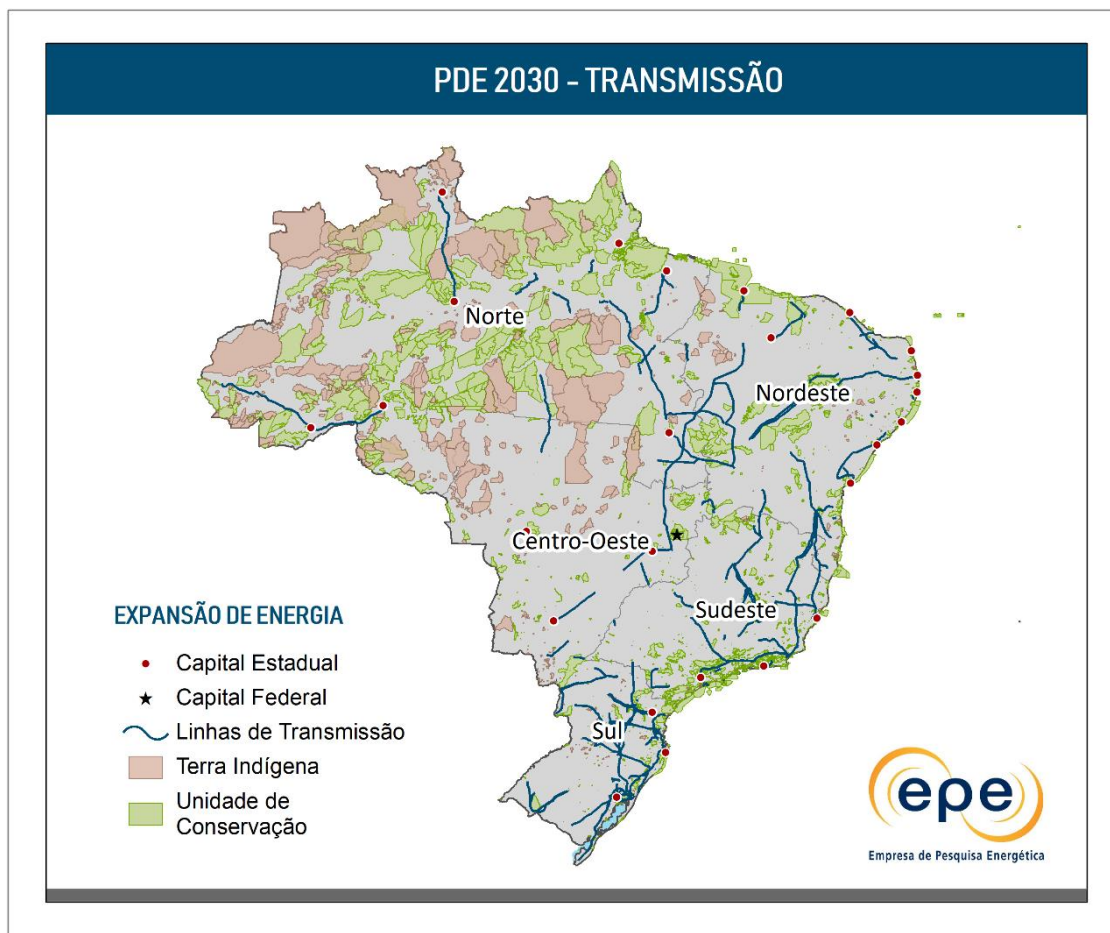 PDE 2030 - TRANSMISSÃO
Norte
Nordeste
Centro-Oeste
Sudeste
Sul
EXPANSÃO DE ENERGIA
Capital Estadual
Capital Federal
Linhas de Transmissão
Terra Indígena
Unidade de
Conservação
epe
Empresa de Pesquisa Energética